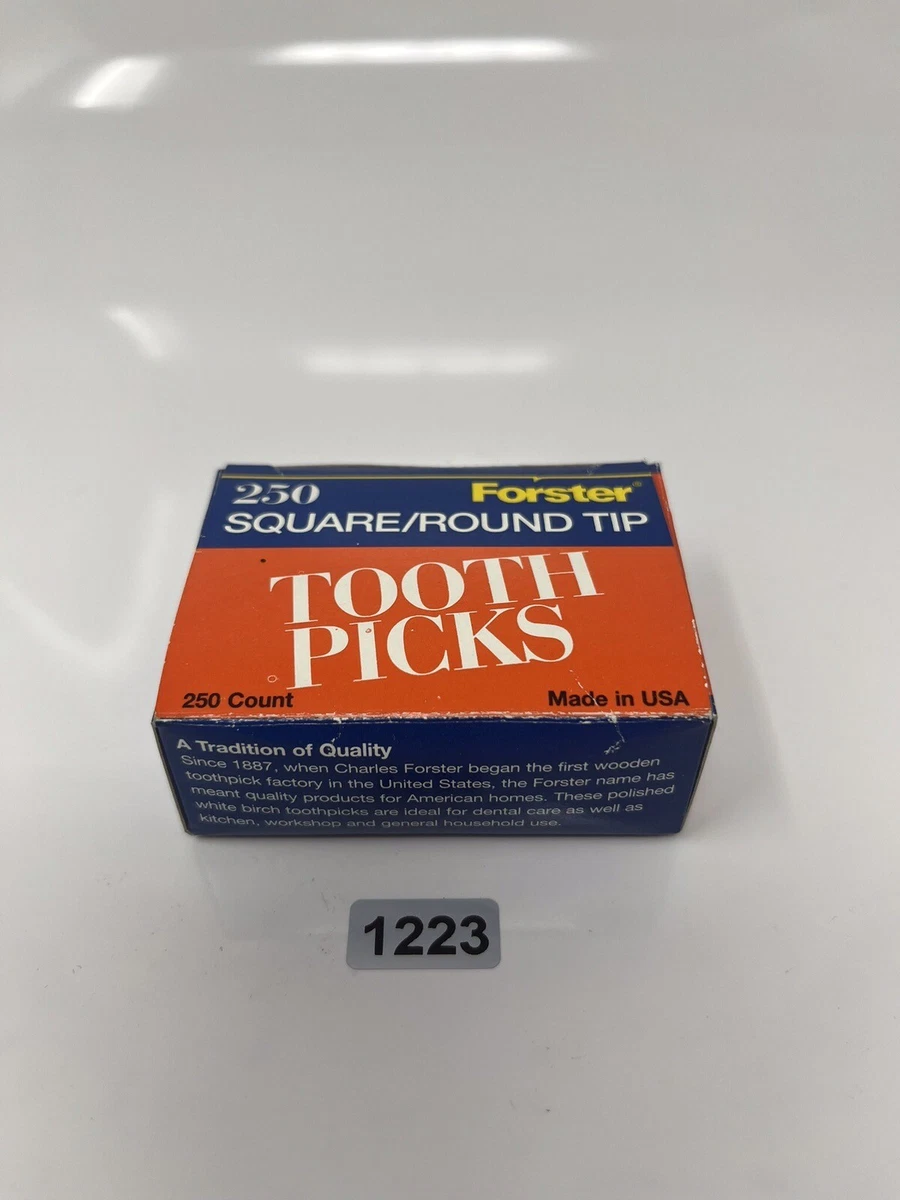 250 Forster®
SQUARE/ROUND TIP
TOOTH
PICKS
250 Count Made in USA
A Tradition of Quality
Since 1887, when Charles Forster began the first wooden
toothpick factory in the United States, the Forster name has
meant quality products for American homes. These polished
white birch toothpicks are ideal for dental care as well as
kitchen, workshop and general household use.
1223